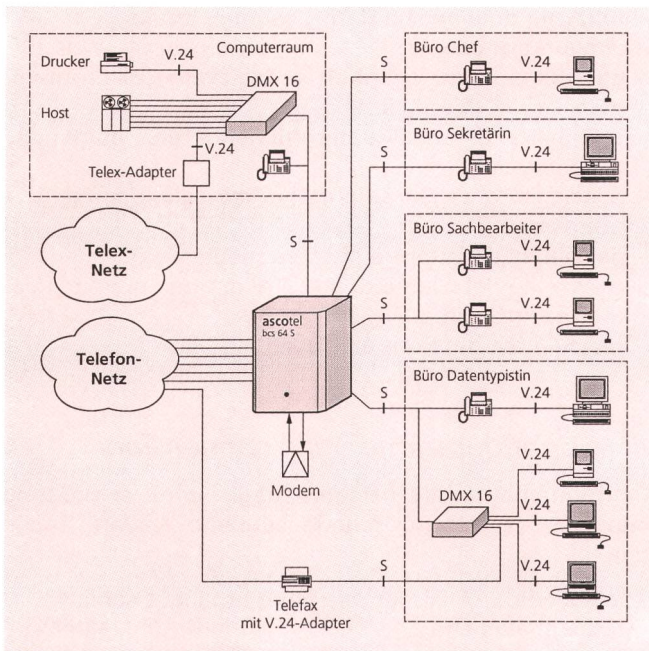 Computerraum
Drucker
V.24
DMX 16
Host
V.24
Telex-Adapter
S
Telex-
Netz
Telefon-
Netz
ascotel
bcs 64 S
Modem
Telefax
mit V.24-Adapter
S
Büro Chef
S
V.24
Büro Sekretärin
S
V.24
Büro Sachbearbeiter
V.24
S
V.24
Büro Datentypistin
S
V.24
V.24
DMX 16
V.24
V.24